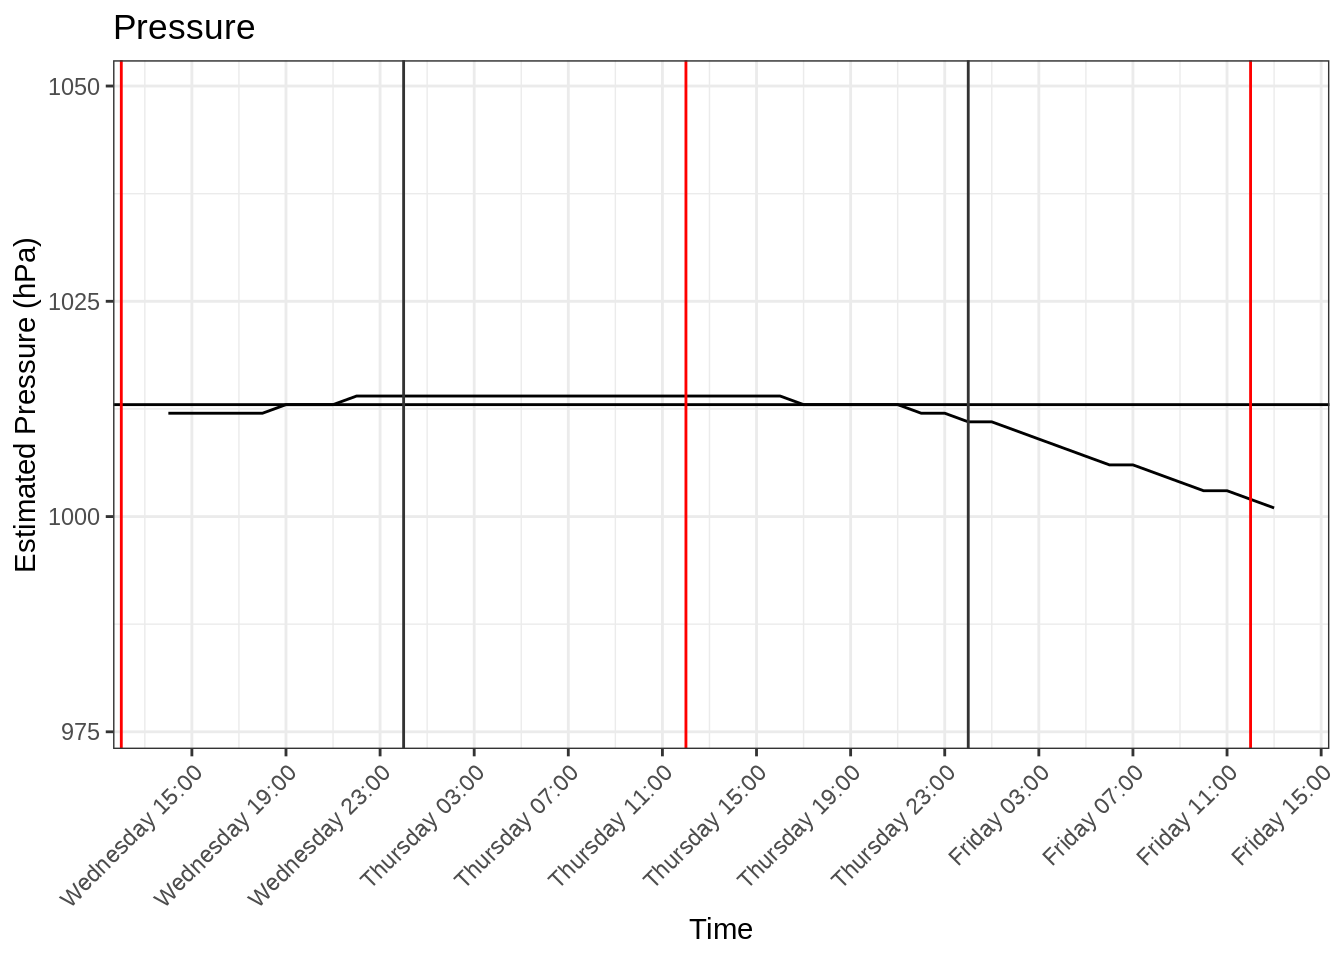 Pressure
Estimated Pressure (hPa)
1050
1025
1000
975
Wednesday 15:00
Wednesday 19:00
Wednesday 23:00
Thursday 03:00
Thursday 07:00
Thursday 11:00
Thursday 15:00
Thursday 19:00
Thursday 23:00
Friday 03:00
Friday 07:00
Friday 11:00
Friday 15:00
Time